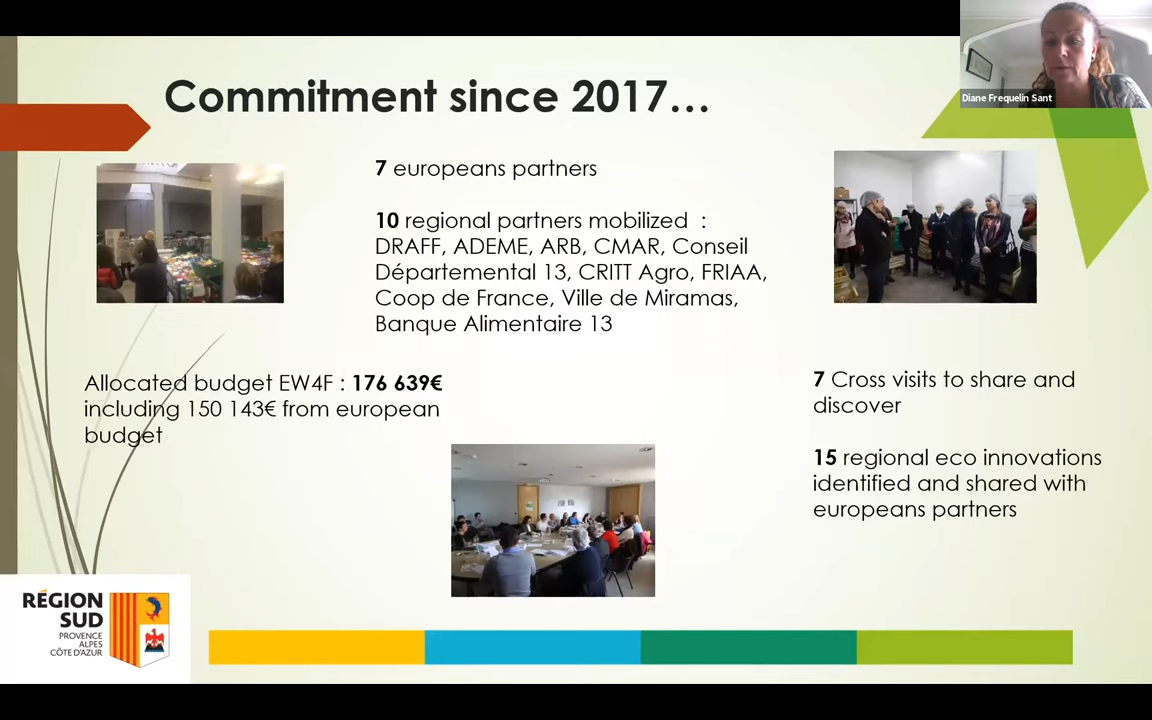 Diane Frequelin Sant
Commitment since 2017…
7 europeans partners
10 regional partners mobilized :
DRAFF, ADEME, ARB, CMAR, Conseil
Départemental 13, CRITT Agro, FRIAA,
Coop de France, Ville de Miramas,
Banque Alimentaire 13
Allocated budget EW4F : 176 639€
including 150 143€ from european
budget
7 Cross visits to share and
discover
15 regional eco innovations
identified and shared with
europeans partners
RÉGION
SUD
PROVENCE
ALPES
CÔTE D'AZUR